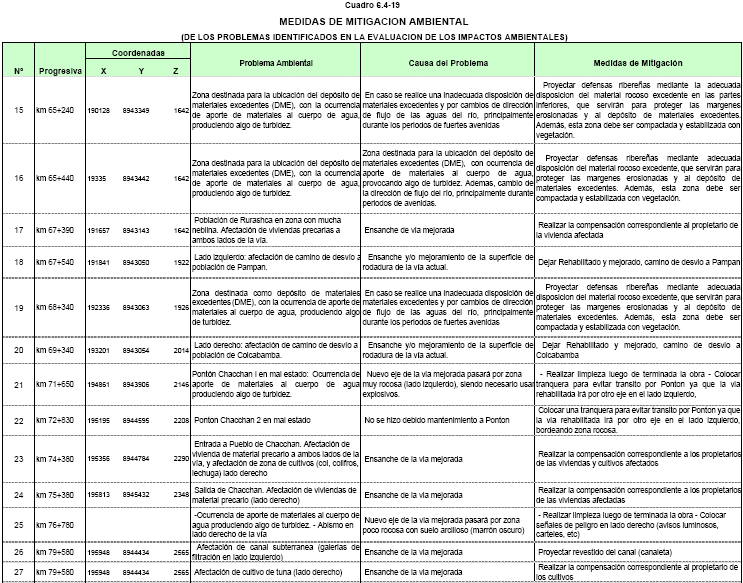 Cuadro 6.4-19
MEDIDAS DE MITIGACION AMBIENTAL
(DE LOS PROBLEMAS IDENTIFICADOS EN LA EVALUACION DE LOS IMPACTOS AMBIENTALES)
Nº Progresiva Coordenadas Problema Ambiental Causa del Problema Medidas de Mitigación
X Y Z
15 km 65+240 190128 8943349 1642
Zona destinada para la ubicación del depósito de
materiales excedentes (DME), con la ocurrencia
de aporte de materiales al cuerpo de agua,
produciendo algo de turbidez.
En caso se realice una inadecuada disposición de
materiales excedentes y por cambios de dirección
de flujo de las aguas del río, principalmente
durante los periodos de fuertes avenidas
Proyectar defensas ribereñas mediante la adecuada
disposicion del material rocoso excedente en las partes
inferiores, que servirán para proteger las margenes
erosionadas y al depósito de materiales excedentes.
Además, esta zona debe ser compactada y estabilizada con
vegetación.
16 km 65+440 19335 8943442 1642
Zona destinada para la ubicación del depósito de
materiales excedentes (DME), con la ocurrencia
de aporte de materiales al cuerpo de agua,
produciendo algo de turbidez.
Zona destinada para la ubicación del depósito de
materiales excedentes (DME), con ocurrencia de
aporte de materiales al cuerpo de agua,
provocando algo de turbidez. Ademas, cambio de
la dirección de flujo del río, principalmente durante
periodos de avenidas.
Proyectar defensas ribereñas mediante adecuada
disposición del material rocoso excedente, que servirán para
proteger las margenes erosionadas y al depósito de
materiales excedentes. Además, esta zona debe ser
compactada y estabilizada con vegetación.
17 km 67+390 191657 8943143 1642
Población de Rurashca en zona con mucha
neblina. Afectación de viviendas precarias a
ambos lados de la vía.
Ensanche de via mejorada
Realizar la compensación correspondiente al propietario de
la vivienda afectada
18 km 67+540 191841 8943050 1922
Lado izquierdo: afectación de camino de desvío a
población de Pampan.
Ensanche y/o mejoramiento de la superficie de
rodadura de la vía actual.
Dejar Rehabilitado y mejorado, camino de desvío a Pampan
19 km 68+340 192336 8943063 1926
Zona destinada como depósito de materiales
excedentes (DME), con la ocurrencia de aporte de
materiales al cuerpo de agua, produciendo algo
de turbidez.
En caso se realice una inadecuada disposición de
materiales excedentes y por cambios de dirección
de flujo de las aguas del río, principalmente
durante los periodos de fuertes avenidas
Proyectar defensas ribereñas mediante la adecuada
disposición del material rocoso excedente, que servirán para
proteger las margenes erosionadas y al depósito de
materiales excedentes. Además, esta zona debe ser
compactada y estabilizada con vegetación.
20 km 69+340 193201 8943054 2014
Lado derecho: afectación de camino de desvío a
población de Colcabamba.
Ensanche y/o mejoramiento de la superficie de
rodadura de la vía actual.
Dejar Rehabilitado y mejorado, camino de desvío a
Colcabamba
21 km 71+650 194861 8943906 2146
Pontón Chacchan I en mal estado: Ocurrencia de
aporte de materiales al cuerpo de agua
produciendo algo de turbidez.
Nuevo eje de la vía mejorada pasará por zona
muy rocosa (lado izquierdo), siendo necesario usar
explosivos.
- Realizar limpieza luego de terminada la obra - Colocar
tranquera para evitar transito por Ponton ya que la vía
rehabilitada irá por otro eje en el lado izquierdo,
22 km 72+830 195195 8944595 2208
Ponton Chacchan 2 en mal estado
No se hizo debido mantenimiento a Ponton
Colocar una tranquera para evitar transito por Ponton ya que
la vía rehabilitada irá por otro eje en el lado izquierdo,
bordeando zona rocosa.
23 km 74+380 195356 8944784 2290
Entrada a Pueblo de Chacchan. Afectación de
vivienda de material precario a ambos lados de la
vía, y afectación de zona de cultivos (col, coliflrs,
lechuga) lado derecho
Ensanche de la vía mejorada
Realizar la compensación correspondiente a los propietarios
de las viviendas y cultivos afectados
24 km 75+380 195813 8945432 2348
Salida de Chacchan. Afectación de viviendas de
material precario (lado derecho)
Ensanche de la vía mejorada
Realizar la compensación correspondiente a los propietarios
de las viviendas afectadas
25 km 76+780
-Ocurrencia de aporte de materiales al cuerpo de
agua produciendo algo de turbidez. - Abismo en
lado derecho de la vía
Nuevo eje de la vía mejorada pasará por zona
poco rocosa con suelo arcilloso (marrón oscuro)
- Realizar limpieza luego de terminada la obra - Colocar
señales de peligro en lado derecho (avisos luminosos,
carteles, etc)
26 km 79+580 195948 8944434 2565
Afectación de canal subterranea (galerias de
filtración en lado izquierdo)
Ensanche de la vía mejorada
Proyectar revestido del canal (canaleta)
27 km 79+580 195948 8944434 2565
Afectación de cultivo de tuna (lado derecho)
Ensanche de la vía mejorada
Realizar la compensación correspondiente al propietario de
los cultivos